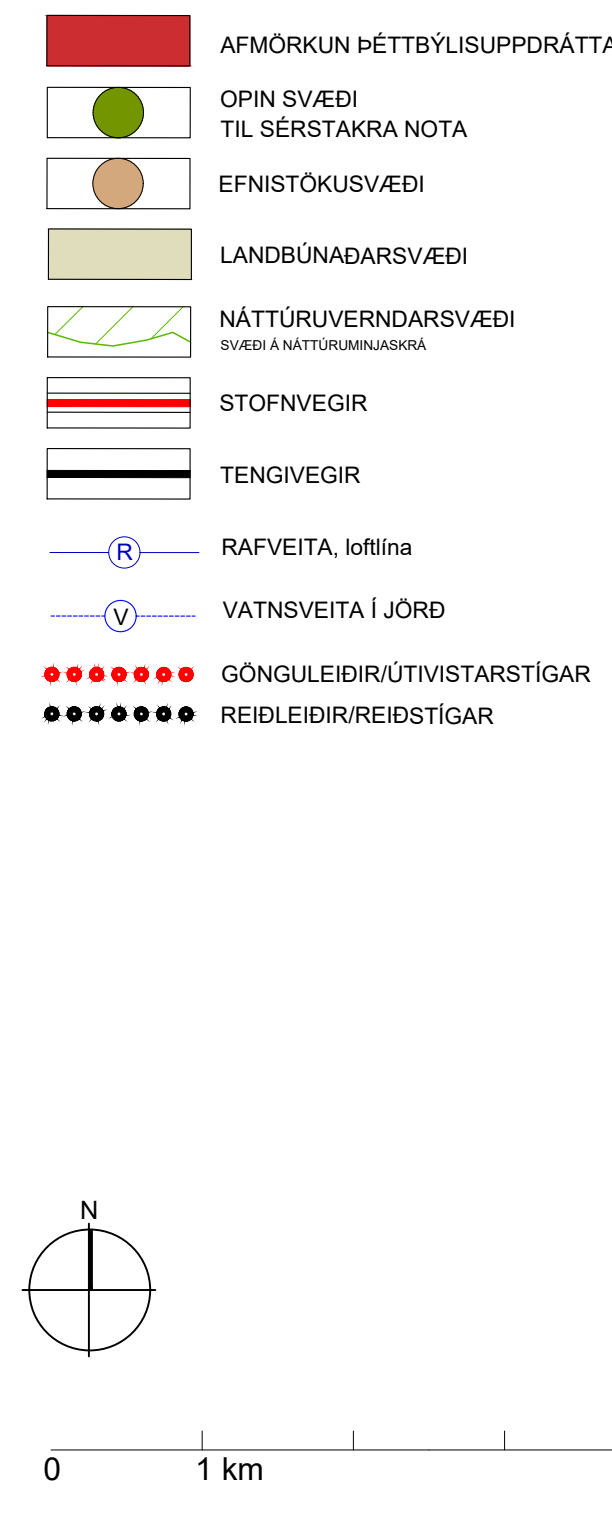 AFMÖRKUN ÞÉTTBÝLISUPPDRÁTTA
OPIN SVÆÐI
TIL SÉRSTAKRA NOTA
EFNISTÖKUSVÆÐI
LANDBÚNAÐARSVÆÐI
NÁTTÚRUVERNDARSVÆÐI
SVÆÐI Á NÁTTÚRUMINJASKRÁ
STOFNVEGIR
TENGIVEGIR
R RAFVEITA, loftlína
V VATNSVEITA Í JÖRÐ
GÖNGULEIÐIR/ÚTIVISTARSTÍGAR
REIÐLEIÐIR/REIÐSTÍGAR
N
0 1 km